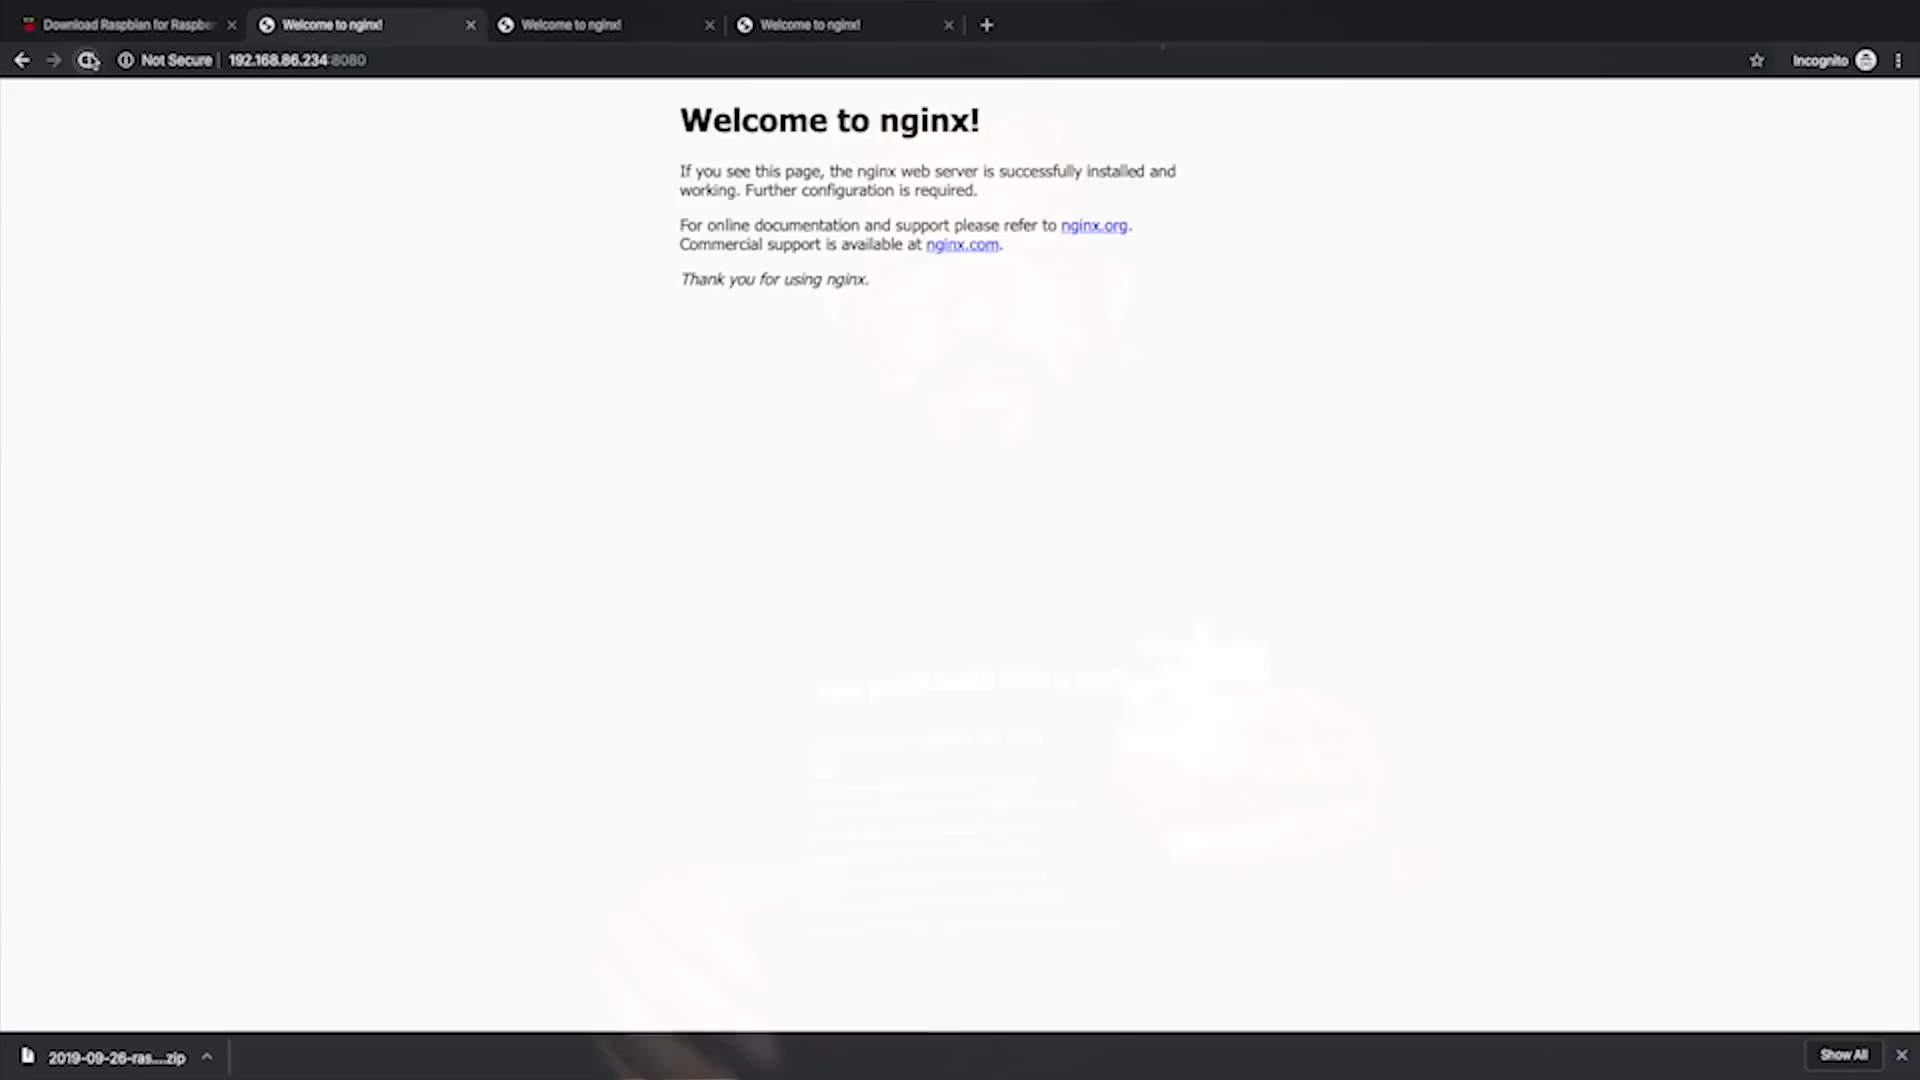 Download Raspbian for Raspber
Welcome to nginx!
Welcome to nginx!
Welcome to nginx!
Not Secure
192.168.86.234:8080
Incognito
Welcome to nginx!
If you see this page, the nginx web server is successfully installed and
working. Further configuration is required.
For online documentation and support please refer to nginx.org.
Commercial support is available at nginx.com.
Thank you for using nginx.
2019-09-26-ras....zip
Show All